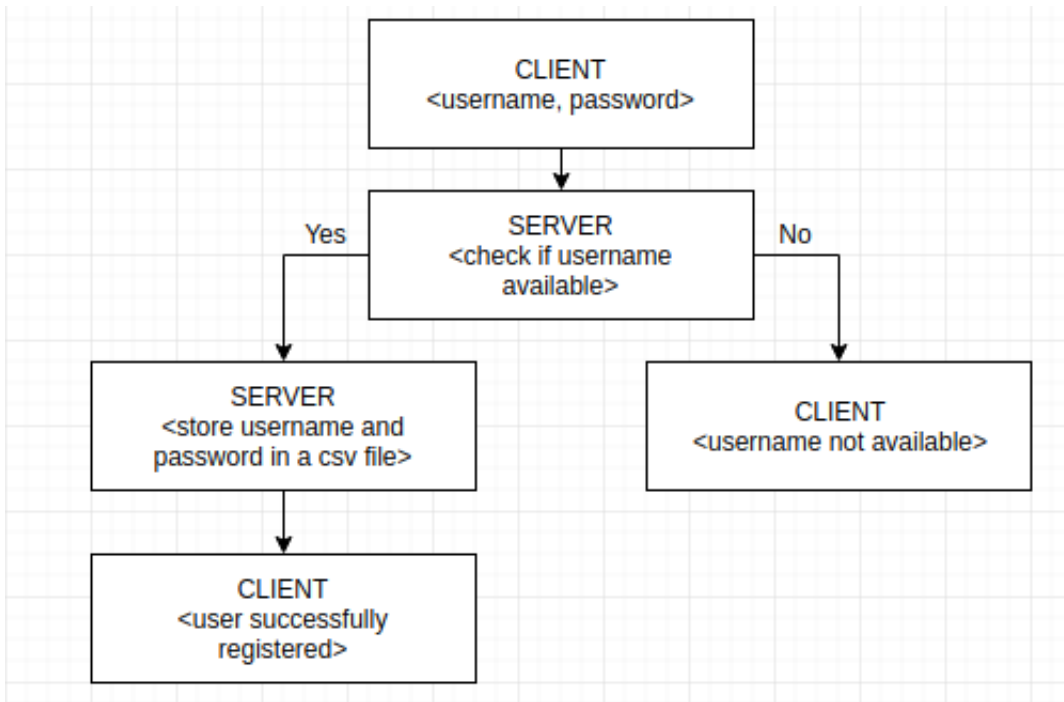 CLIENT
<username, password>
SERVER
<check if username
available>
Yes
No
SERVER
<store username and
password in a csv file>
CLIENT
<username not available>
CLIENT
<user successfully
registered>